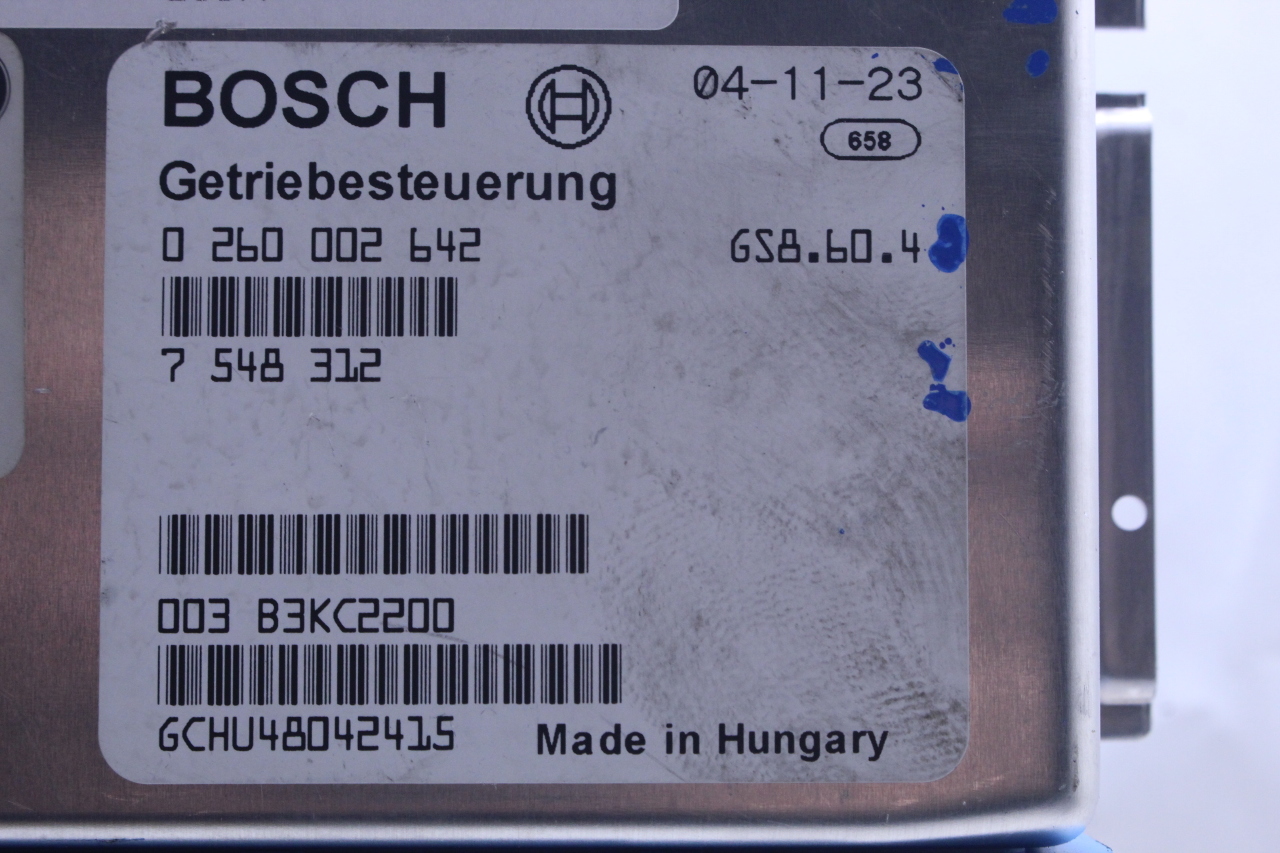 BOSCH
04-11-23
658
Getriebesteuerung
0 260 002 642
GS8.60.4
7 548 312
003 B3KC2200
GCHU48042415
Made in Hungary